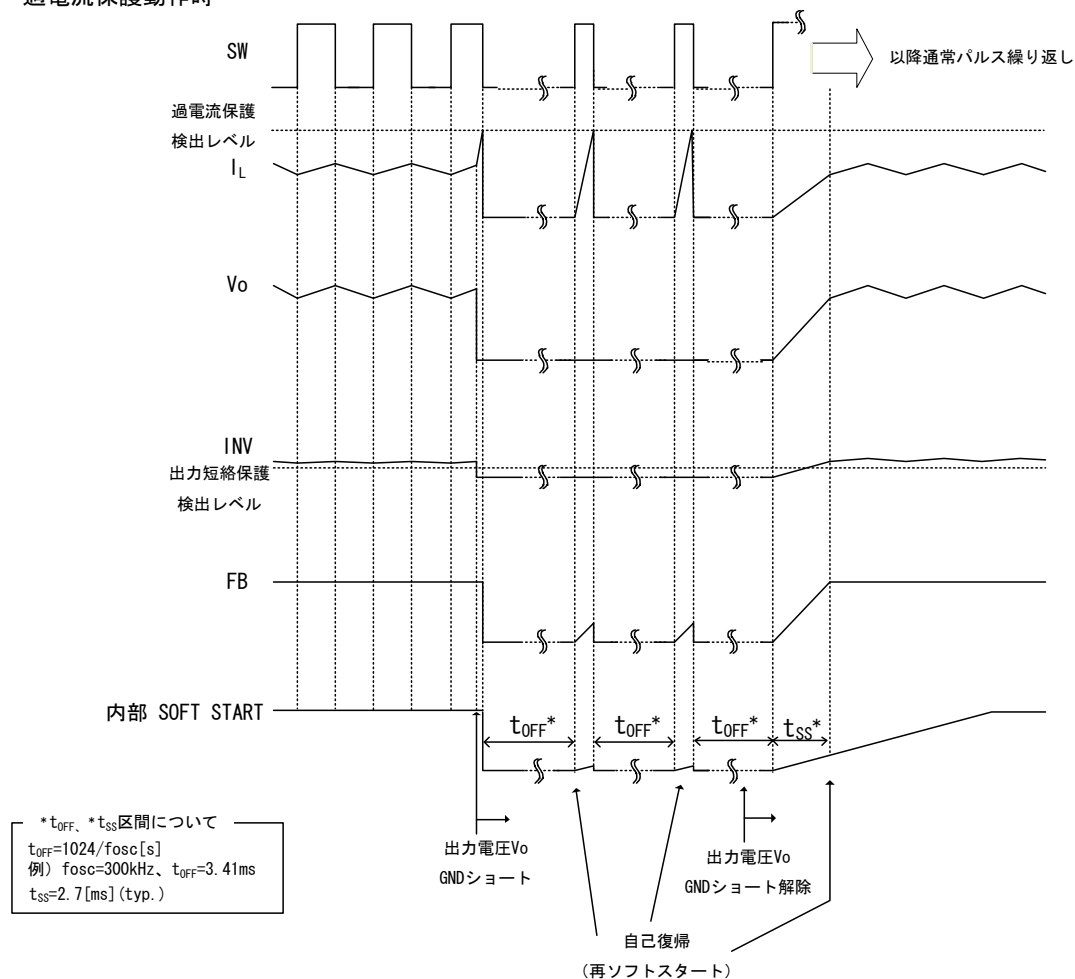 過電流保護動作時
SW
以降通常パルス繰り返し
過電流保護
検出レベル
IL
Vo
INV
出力短絡保護
検出レベル
FB
内部 SOFT START
tOFF*
tOFF*
tOFF*
tSS*
*tOFF、*tSS区間について
tOFF=1024/fosc[s]
例) fosc=300kHz、tOFF=3.41ms
tSS=2.7[ms](typ.)
出力電圧Vo
GNDショート
出力電圧Vo
GNDショート解除
自己復帰
(再ソフトスタート)